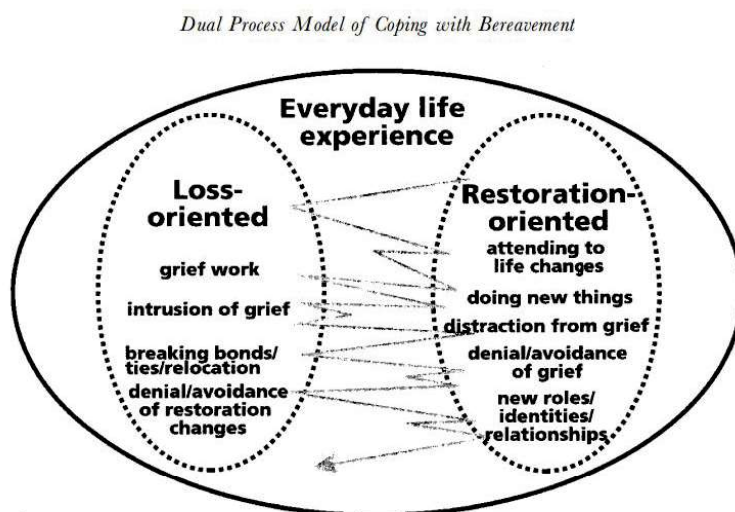 Dual Process Model of Coping with Bereavement
Everyday life
experience
Loss-
oriented
grief work
intrusion of grief
breaking bonds/
ties/relocation
denial/avoidance
of restoration
changes
Restoration-
oriented
attending to
life changes
doing new things
distraction from grief
denial/avoidance
of grief
new roles/
identities/
relationships